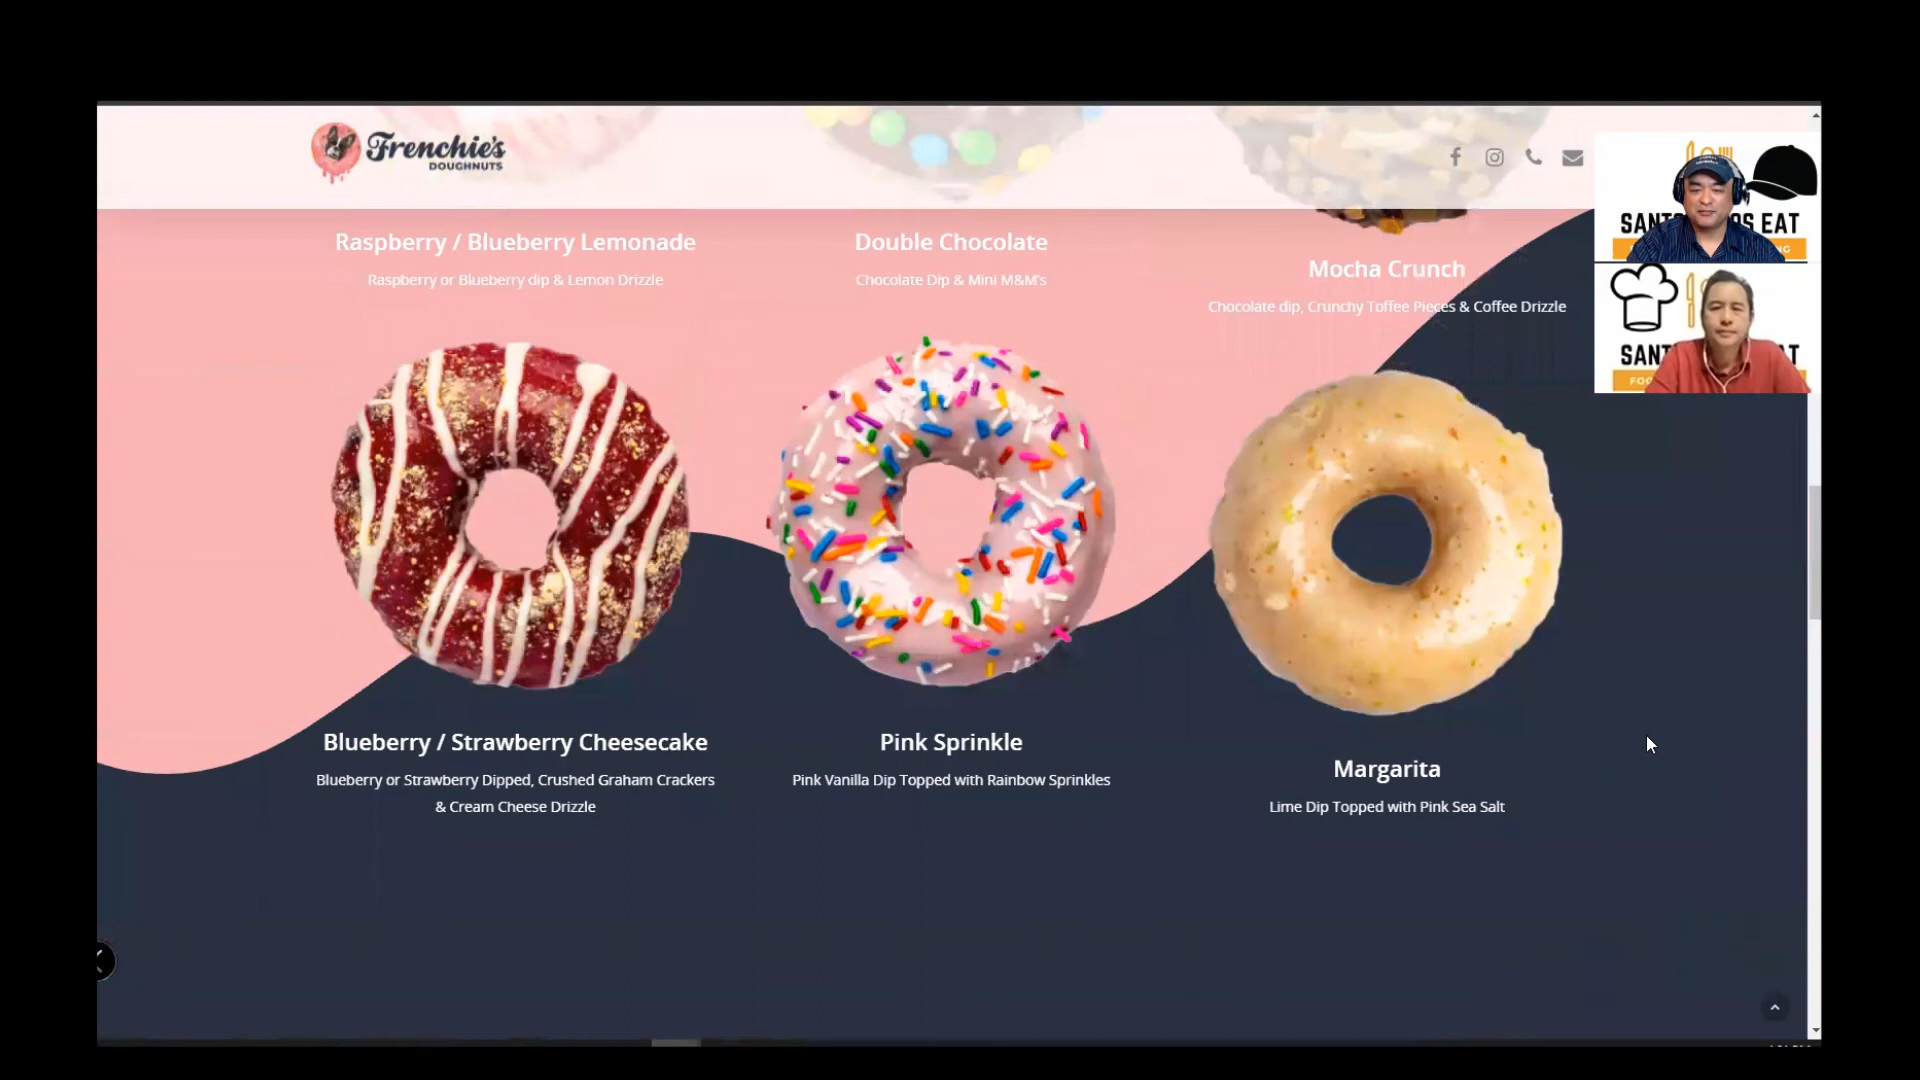 Frenchie's
DOUGHNUTS
Raspberry / Blueberry Lemonade
Raspberry or Blueberry dip & Lemon Drizzle
Double Chocolate
Chocolate Dip & Mini M&M's
Mocha Crunch
Chocolate dip, Crunchy Toffee Pieces & Coffee Drizzle
Blueberry / Strawberry Cheesecake
Blueberry or Strawberry Dipped, Crushed Graham Crackers
& Cream Cheese Drizzle
Pink Sprinkle
Pink Vanilla Dip Topped with Rainbow Sprinkles
Margarita
Lime Dip Topped with Pink Sea Salt
EAT